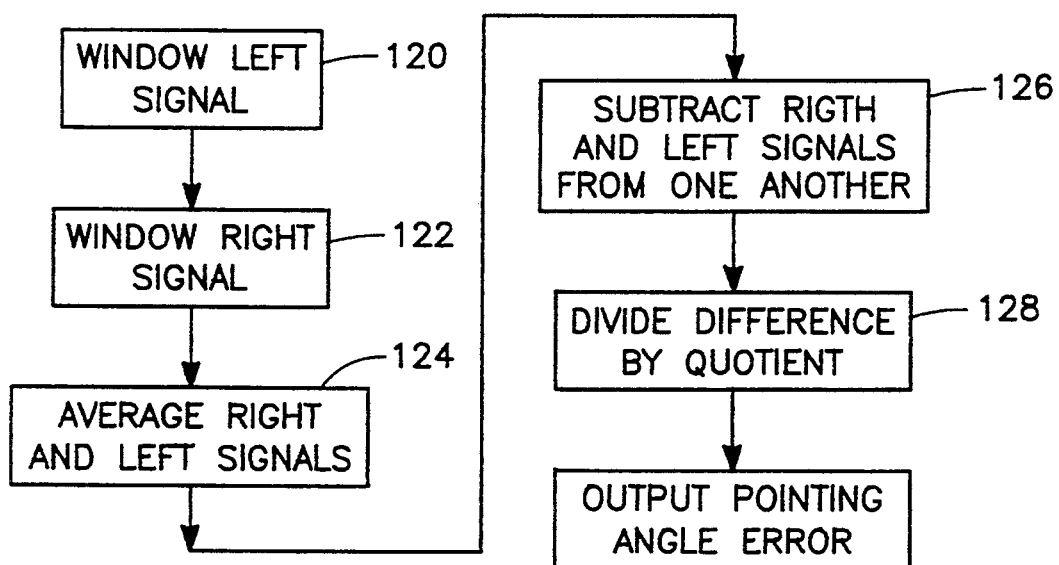 WINDOW LEFT
SIGNAL
120
WINDOW RIGHT
SIGNAL
122
124
AVERAGE RIGHT
AND LEFT SIGNALS
SUBTRACT RIGTH
AND LEFT SIGNALS
FROM ONE ANOTHER
126
DIVIDE DIFFERENCE
BY QUOTIENT
128
OUTPUT POINTING
ANGLE ERROR